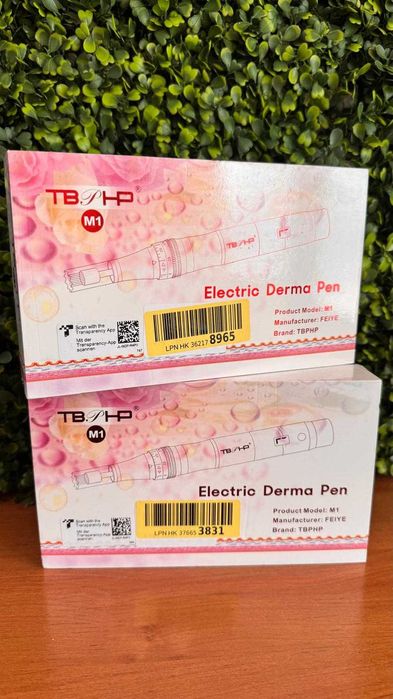 TBPHP®
M1
TBPHP
Electric Derma Pen
Product Model: M1
Manufacturer: FEIYE
Brand: TBPHP
Scan with the
Transparency App
Mit der
Transparency-App
scannen
LPN HK 36217 8965
TBPHP®
M1
TBPHP
Electric Derma Pen
Product Model: M1
Manufacturer: FEIYE
Brand: TBPHP
Scan with the
Transparency App
Mit der
Transparency-App
scannen
LPN HK 37665 3831